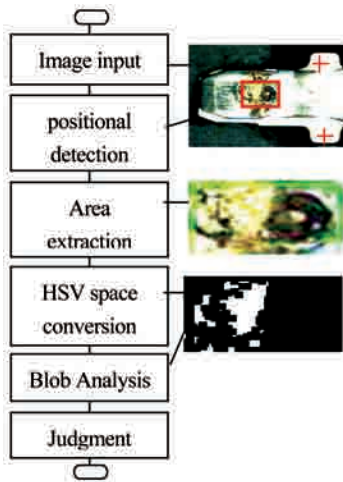 Image input
positional
detection
Area
extraction
HSV space
conversion
Blob Analysis
Judgment